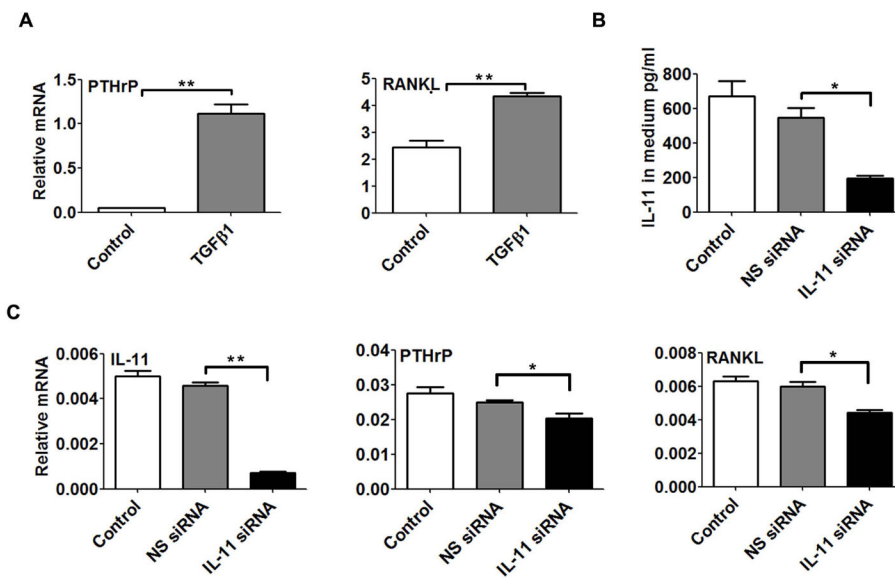 A
PTHrP
**
Relative mRNA
1.5
1.0
0.5
0.0
Control
TGFβ1
RANKL
**
5
4
3
2
1
0
Control
TGFβ1
B
IL-11 in medium pg/ml
800
600
400
200
0
*
Control
NS siRNA
IL-11 siRNA
C
IL-11
**
Relative mRNA
0.006
0.004
0.002
0.000
Control
NS siRNA
IL-11 siRNA
PTHrP
*
0.04
0.03
0.02
0.01
0.00
Control
NS siRNA
IL-11 siRNA
RANKL
*
0.008
0.006
0.004
0.002
0.000
Control
NS siRNA
IL-11 siRNA